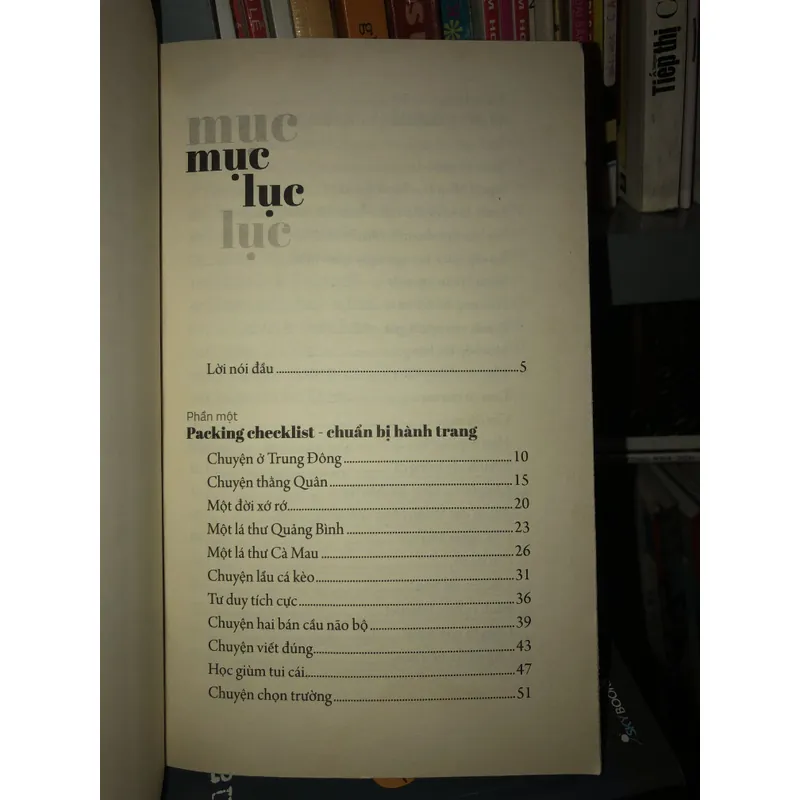 mục
mục
lục
lục
Lời nói đầu ........ 5
Phần một
Packing checklist - chuẩn bị hành trang
Chuyện ở Trung Đông ........ 10
Chuyện thằng Quân ........ 15
Một đời xớ rớ ........ 20
Một lá thư Quảng Bình ........ 23
Một lá thư Cà Mau ........ 26
Chuyện lẩu cá kèo ........ 31
Tư duy tích cực ........ 36
Chuyện hai bán cầu não bộ ........ 39
Chuyện viết đúng ........ 43
Học giùm tui cái ........ 47
Chuyện chọn trường ........ 51
Tiếp thị
SKYBOOK